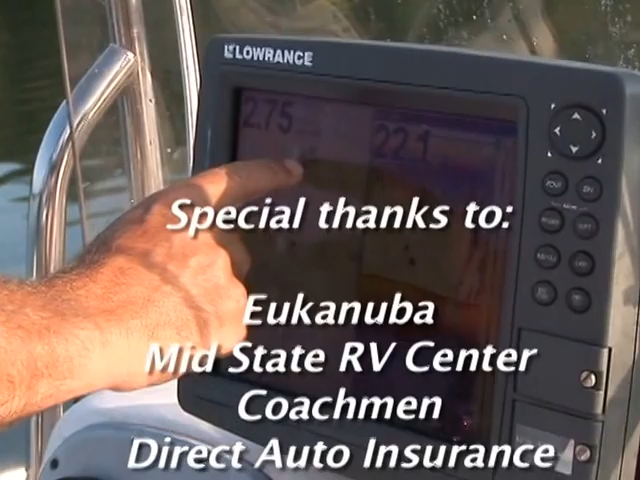 LOWRANCE
2.75
22.1
Special thanks to:
Eukanuba
Mid State RV Center
Coachmen
Direct Auto Insurance